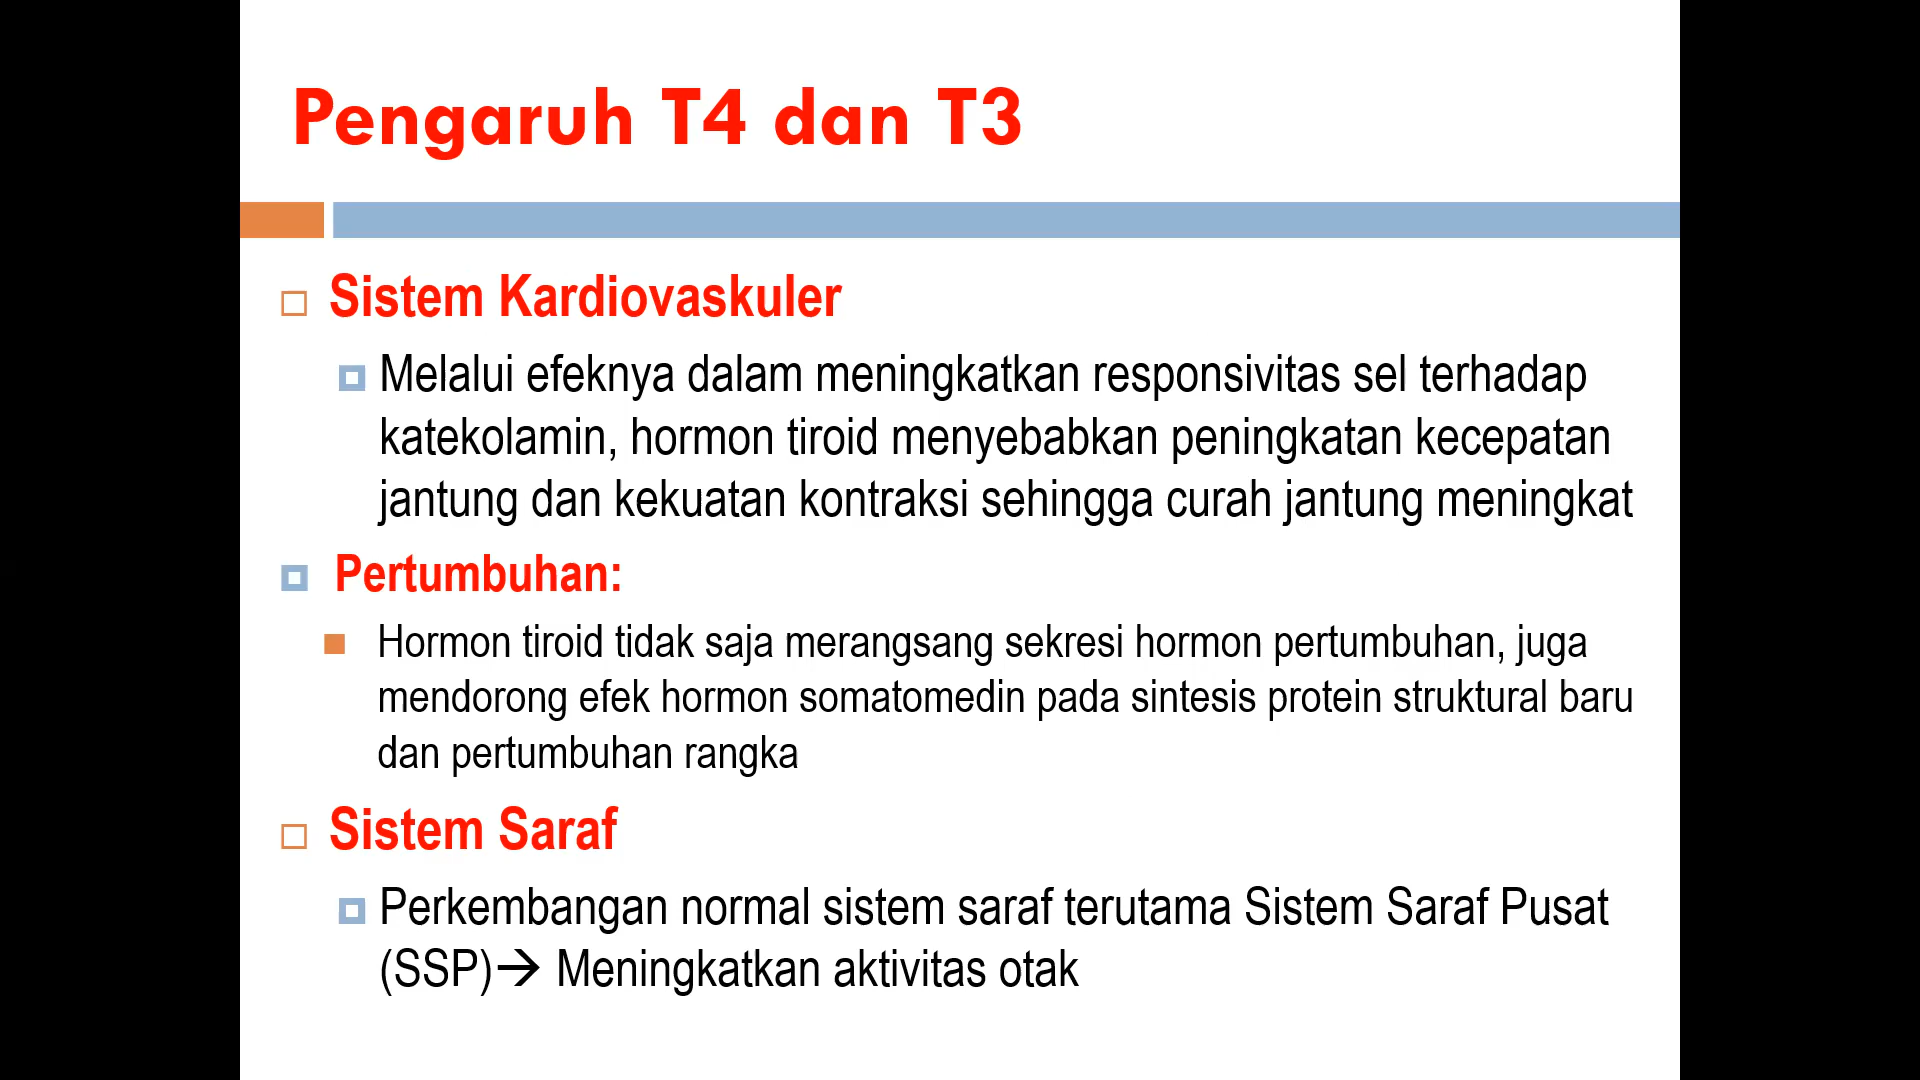 Pengaruh T4 dan T3
Sistem Kardiovaskuler
Melalui efeknya dalam meningkatkan responsivitas sel terhadap
katekolamin, hormon tiroid menyebabkan peningkatan kecepatan
jantung dan kekuatan kontraksi sehingga curah jantung meningkat
Pertumbuhan:
Hormon tiroid tidak saja merangsang sekresi hormon pertumbuhan, juga
mendorong efek hormon somatomedin pada sintesis protein struktural baru
dan pertumbuhan rangka
Sistem Saraf
Perkembangan normal sistem saraf terutama Sistem Saraf Pusat
(SSP)→ Meningkatkan aktivitas otak